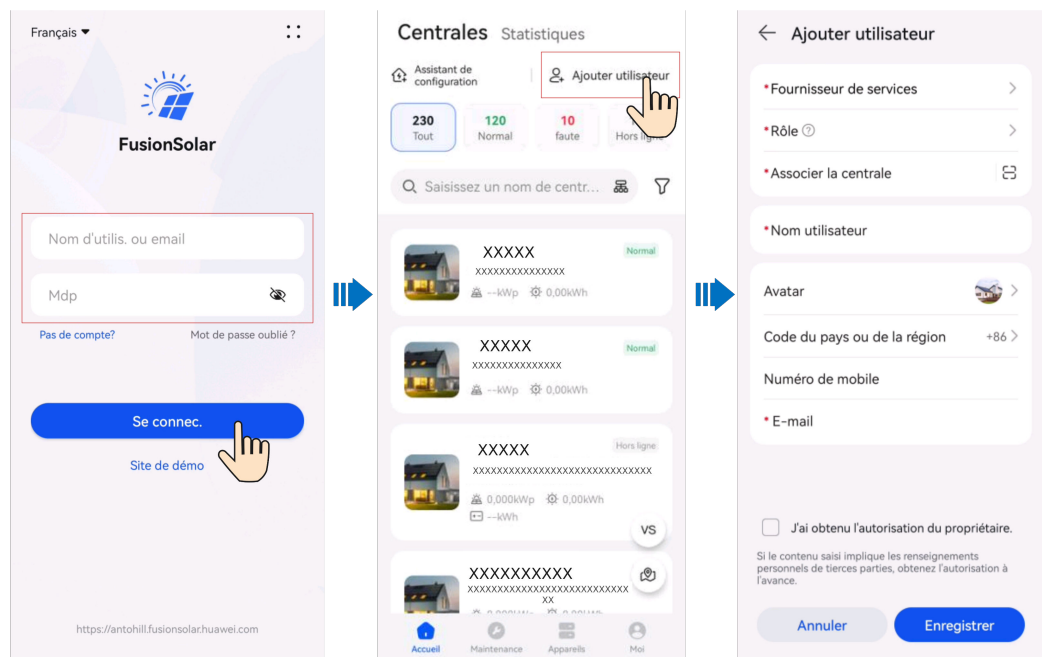 Français
FusionSolar
Nom d'utilis. ou email
Mdp
Pas de compte?
Mot de passe oublié ?
Se connec.
Site de démo
https://antohill.fusionsolar.huawei.com
Centrales Statistiques
Assistant de
configuration
Ajouter utilisateur
230
Tout
120
Normal
10
faute
Hors ligne
Saisissez un nom de centr...
XXXXX
Normal
XXXXXXXXXXXXXXX
--kWp 0,00kWh
XXXXX
Normal
XXXXXXXXXXXXXXX
--kWp 0,00kWh
XXXXX
Hors ligne
XXXXXXXXXXXXXXXXXXXXXXXXXXXXXX
0,000kWp 0,00kWh
--kWh
VS
XXXXXXXXXX
XXXXXXXXXXXXXXXXXXXXXXXXXXX
XX
Accueil
Maintenance
Appareils
Moi
Ajouter utilisateur
*Fournisseur de services
*Rôle
*Associer la centrale
*Nom utilisateur
Avatar
Code du pays ou de la région +86
Numéro de mobile
* E-mail
J'ai obtenu l'autorisation du propriétaire.
Si le contenu saisi implique les renseignements
personnels de tierces parties, obtenez l'autorisation à
l'avance.
Annuler
Enregistrer